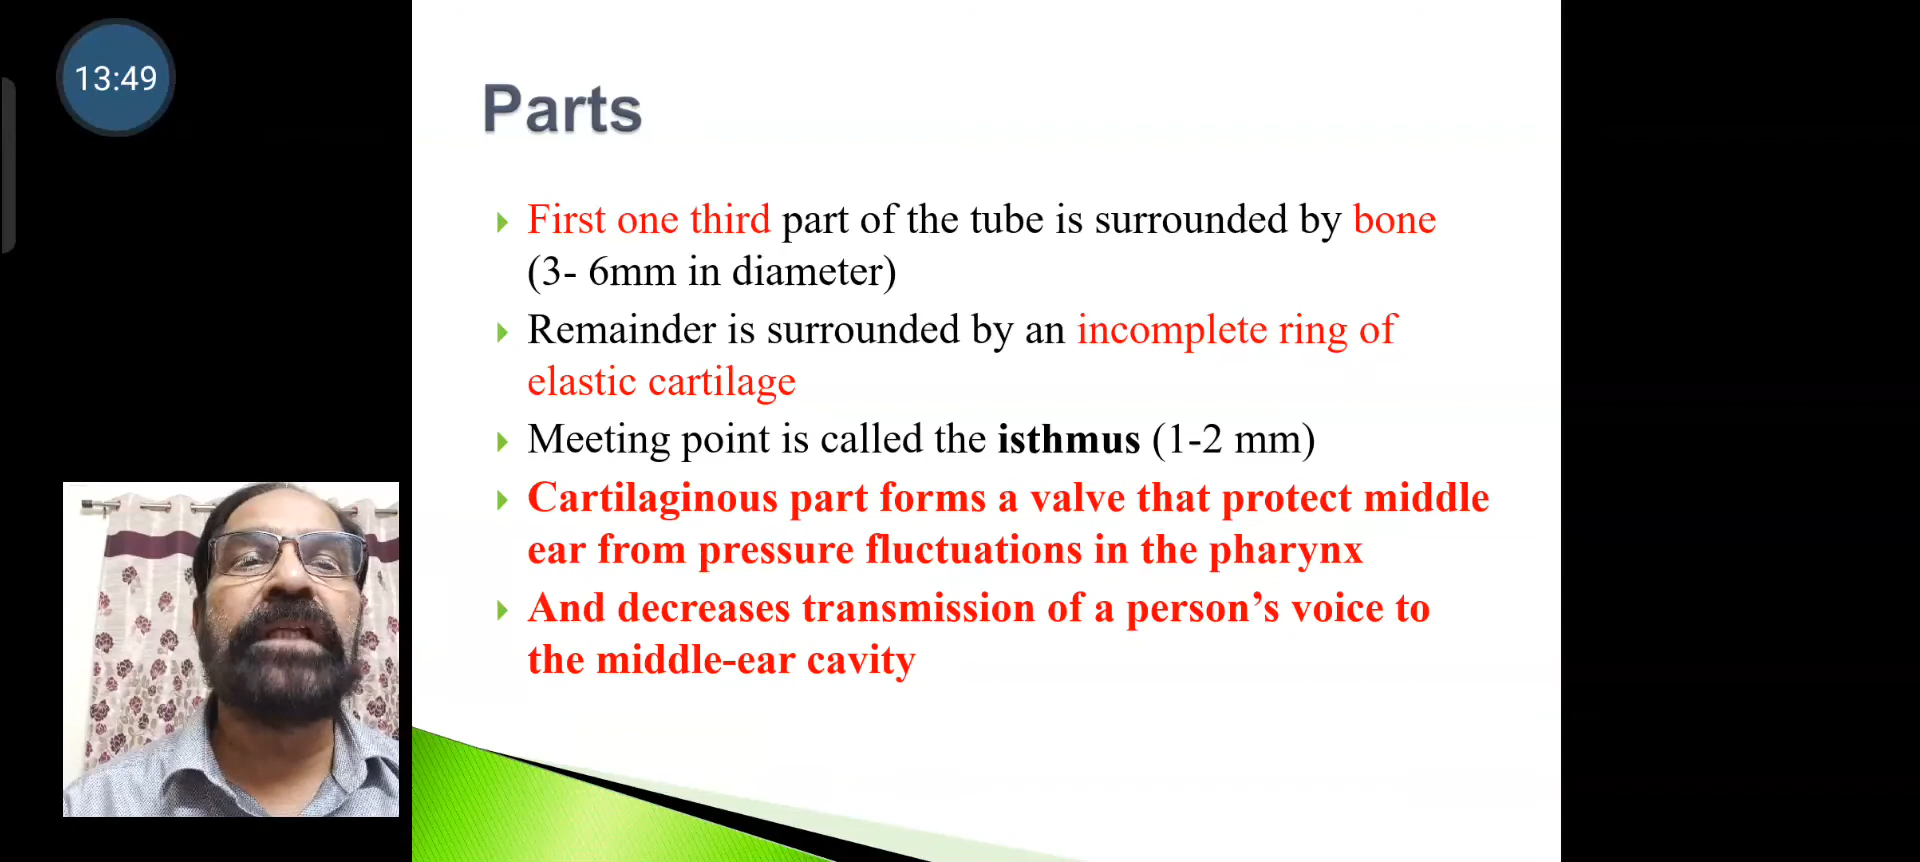 13:49
Parts
First one third part of the tube is surrounded by bone
(3- 6mm in diameter)
Remainder is surrounded by an incomplete ring of
elastic cartilage
Meeting point is called the isthmus (1-2 mm)
Cartilaginous part forms a valve that protect middle
ear from pressure fluctuations in the pharynx
And decreases transmission of a person’s voice to
the middle-ear cavity